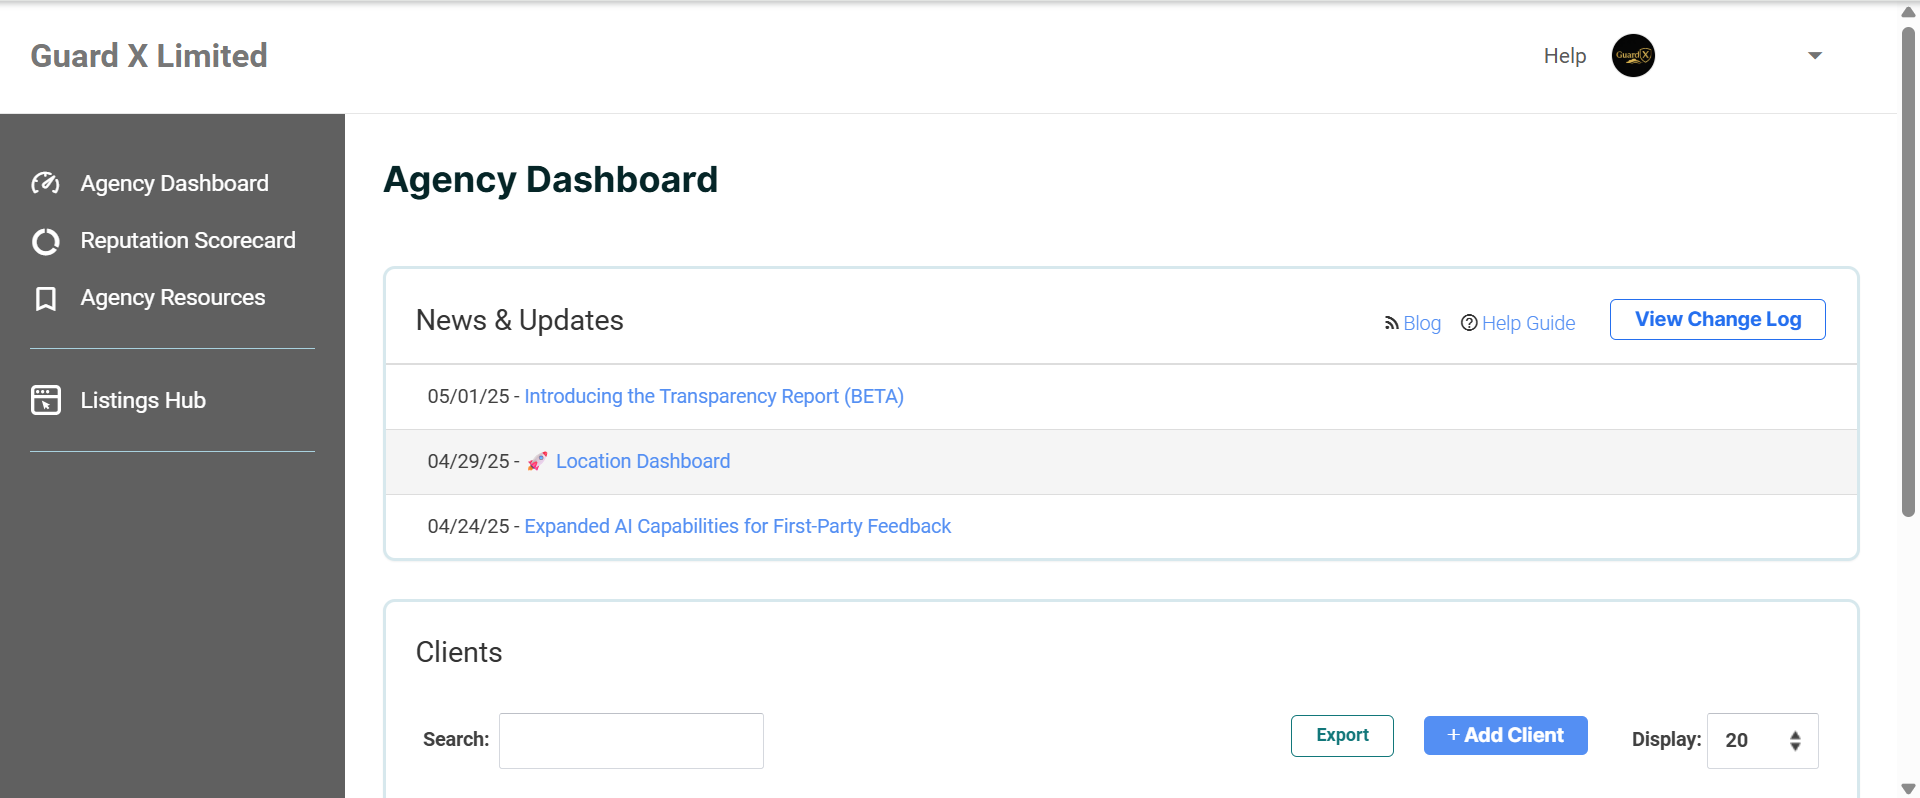 Guard X Limited
Help
Guard X
Agency Dashboard
Reputation Scorecard
Agency Resources
Listings Hub
Agency Dashboard
News & Updates
Blog
Help Guide
View Change Log
05/01/25 - Introducing the Transparency Report (BETA)
04/29/25 - 🚀 Location Dashboard
04/24/25 - Expanded AI Capabilities for First-Party Feedback
Clients
Search:
Export
+ Add Client
Display: 20